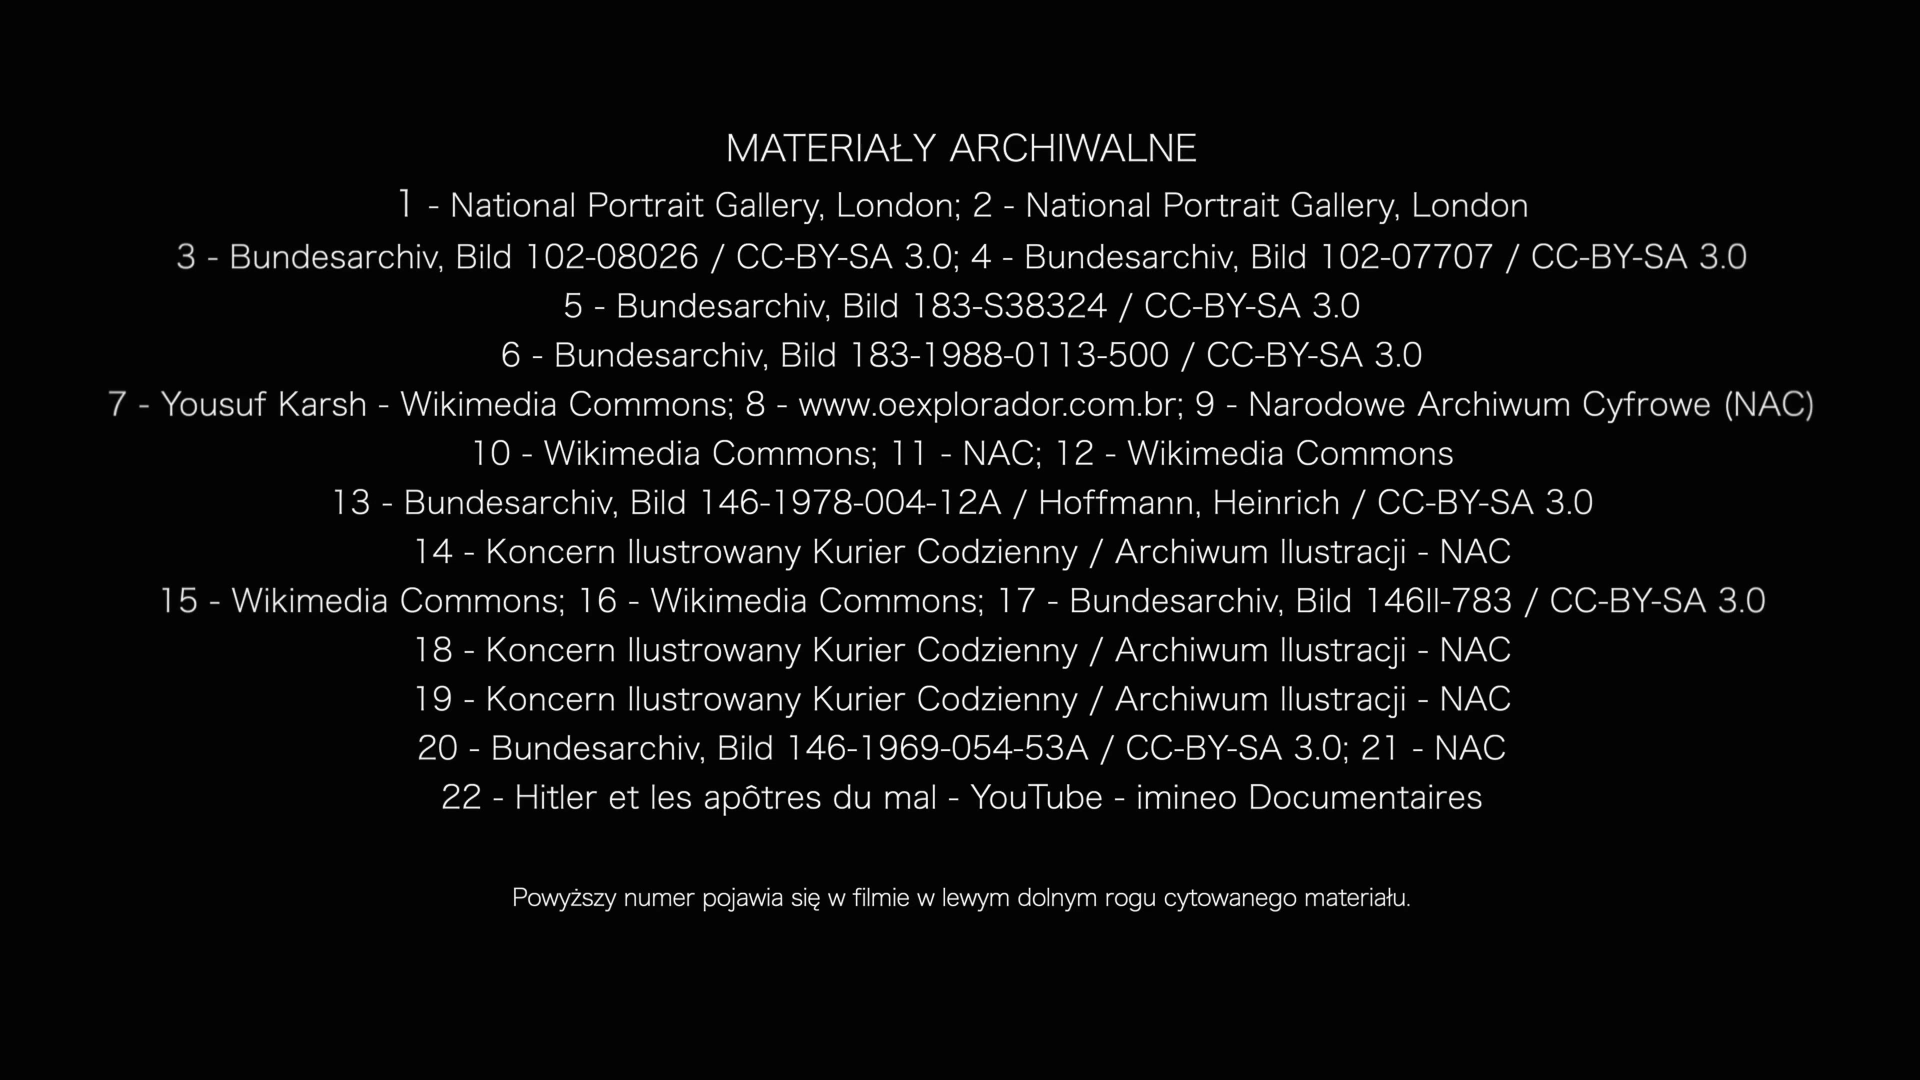 MATERIAŁY ARCHIWALNE
1 - National Portrait Gallery, London; 2 - National Portrait Gallery, London
3 - Bundesarchiv, Bild 102-08026 / CC-BY-SA 3.0; 4 - Bundesarchiv, Bild 102-07707 / CC-BY-SA 3.0
5 - Bundesarchiv, Bild 183-S38324 / CC-BY-SA 3.0
6 - Bundesarchiv, Bild 183-1988-0113-500 / CC-BY-SA 3.0
7 - Yousuf Karsh - Wikimedia Commons; 8 - www.oexplorador.com.br; 9 - Narodowe Archiwum Cyfrowe (NAC)
10 - Wikimedia Commons; 11 - NAC; 12 - Wikimedia Commons
13 - Bundesarchiv, Bild 146-1978-004-12A / Hoffmann, Heinrich / CC-BY-SA 3.0
14 - Koncern Ilustrowany Kurier Codzienny / Archiwum Ilustracji - NAC
15 - Wikimedia Commons; 16 - Wikimedia Commons; 17 - Bundesarchiv, Bild 146II-783 / CC-BY-SA 3.0
18 - Koncern Ilustrowany Kurier Codzienny / Archiwum Ilustracji - NAC
19 - Koncern Ilustrowany Kurier Codzienny / Archiwum Ilustracji - NAC
20 - Bundesarchiv, Bild 146-1969-054-53A / CC-BY-SA 3.0; 21 - NAC
22 - Hitler et les apôtres du mal - YouTube - imineo Documentaires
Powyższy numer pojawia się w filmie w lewym dolnym rogu cytowanego materiału.